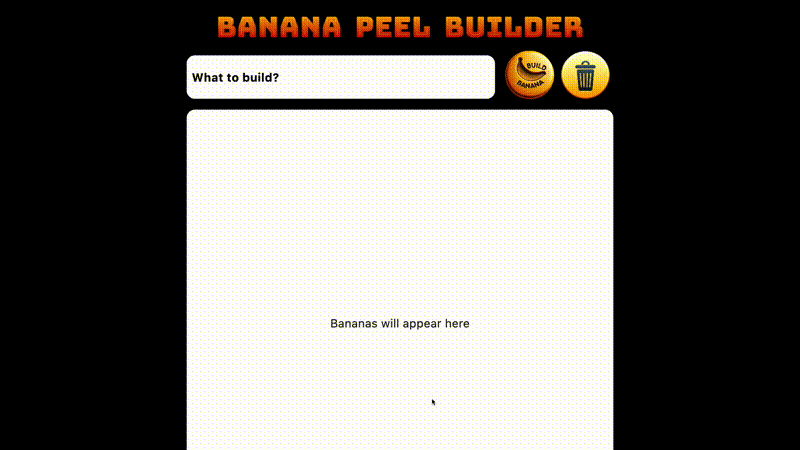 BANANA PEEL BUILDER
What to build?
BUILD
BANANA
Bananas will appear here